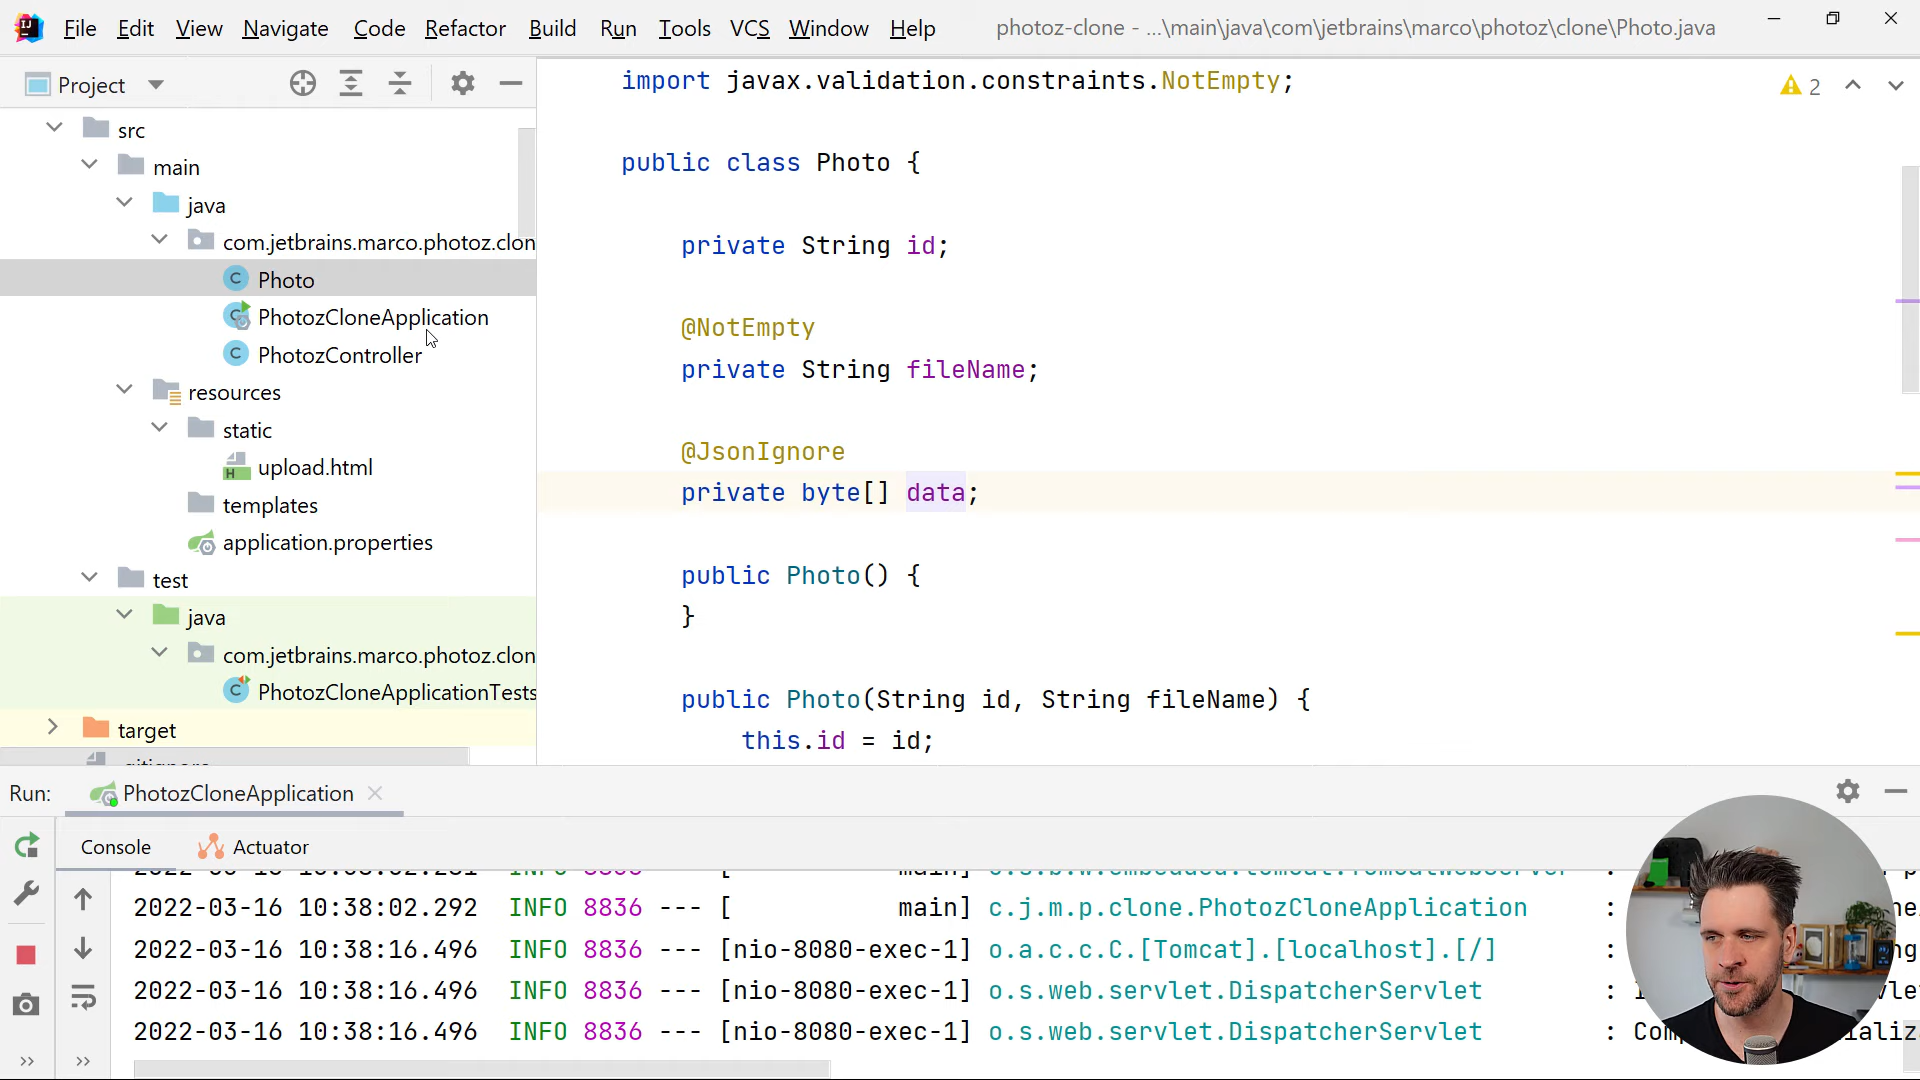 File Edit View Navigate Code Refactor Build Run Tools VCS Window Help photoz-clone - ...\main\java\com\jetbrains\marco\photoz\clone\Photo.java
Project
src
main
java
com.jetbrains.marco.photoz.clon
Photo
PhotozCloneApplication
PhotozController
resources
static
upload.html
templates
application.properties
test
java
com.jetbrains.marco.photoz.clon
PhotozCloneApplicationTests
target
.gitignore
import javax.validation.constraints.NotEmpty;
2
public class Photo {
private String id;
@NotEmpty
private String fileName;
@JsonIgnore
private byte[] data;
public Photo() {
}
public Photo(String id, String fileName) {
this.id = id;
Run: PhotozCloneApplication
Console Actuator
2022-03-16 10:38:02.292 INFO 8836 --- [ main] c.j.m.p.clone.PhotozCloneApplication :
2022-03-16 10:38:16.496 INFO 8836 --- [nio-8080-exec-1] o.a.c.c.C.[Tomcat].[localhost].[/] :
2022-03-16 10:38:16.496 INFO 8836 --- [nio-8080-exec-1] o.s.web.servlet.DispatcherServlet :
2022-03-16 10:38:16.496 INFO 8836 --- [nio-8080-exec-1] o.s.web.servlet.DispatcherServlet :